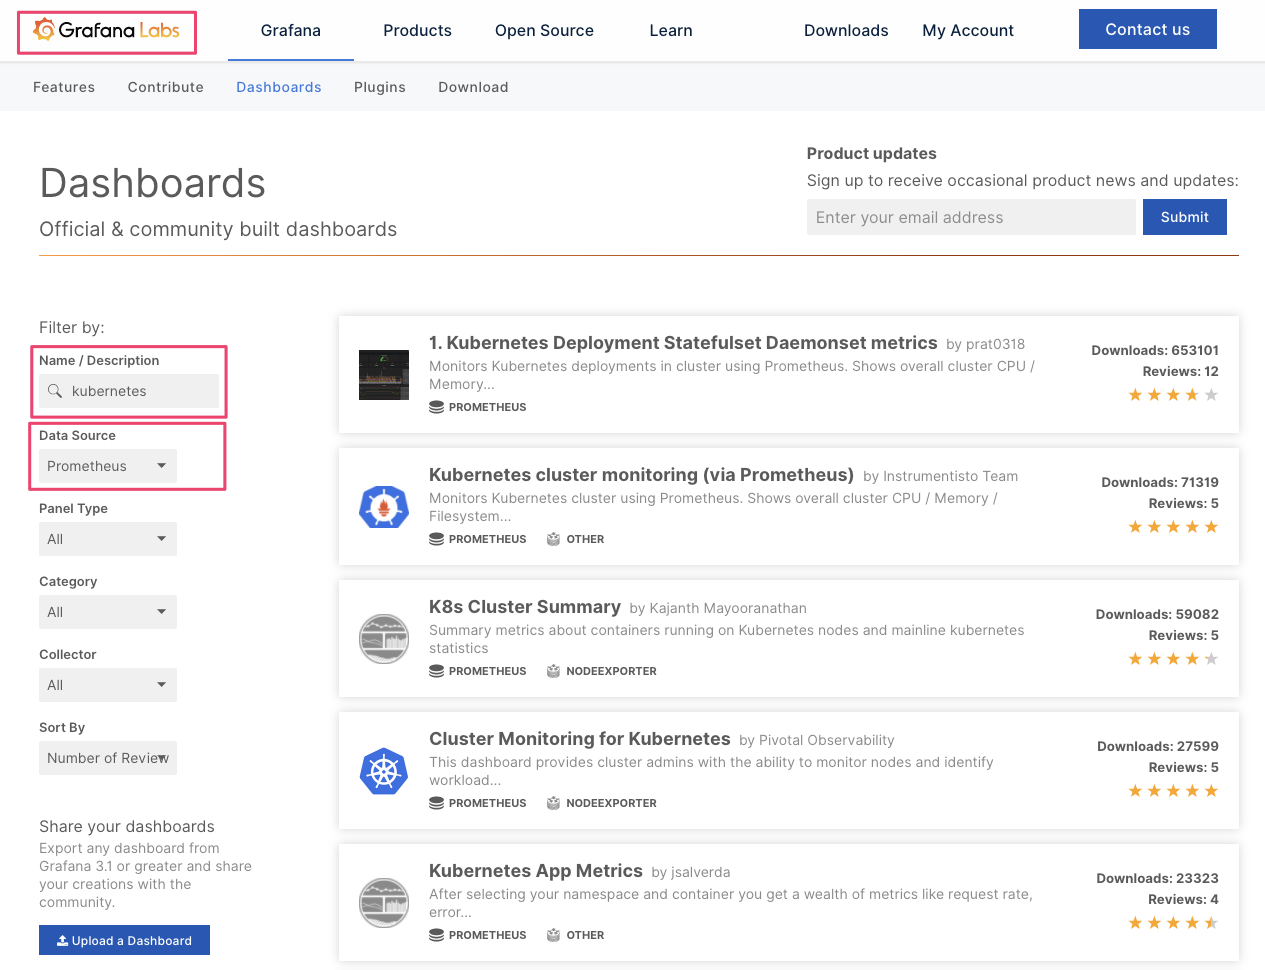 Grafana Labs
Grafana
Products
Open Source
Learn
Downloads
My Account
Contact us
Features
Contribute
Dashboards
Plugins
Download
Dashboards
Official & community built dashboards
Product updates
Sign up to receive occasional product news and updates:
Enter your email address
Submit
Filter by:
Name / Description
kubernetes
Data Source
Prometheus
Panel Type
All
Category
All
Collector
All
Sort By
Number of Review
Share your dashboards
Export any dashboard from
Grafana 3.1 or greater and share
your creations with the
community.
Upload a Dashboard
1. Kubernetes Deployment Statefulset Daemonset metrics by prat0318
Monitors Kubernetes deployments in cluster using Prometheus. Shows overall cluster CPU /
Memory...
PROMETHEUS
Downloads: 653101
Reviews: 12
Kubernetes cluster monitoring (via Prometheus) by Instrumentisto Team
Monitors Kubernetes cluster using Prometheus. Shows overall cluster CPU / Memory /
Filesystem...
PROMETHEUS OTHER
Downloads: 71319
Reviews: 5
K8s Cluster Summary by Kajanth Mayooranathan
Summary metrics about containers running on Kubernetes nodes and mainline kubernetes
statistics
PROMETHEUS NODEEXPORTER
Downloads: 59082
Reviews: 5
Cluster Monitoring for Kubernetes by Pivotal Observability
This dashboard provides cluster admins with the ability to monitor nodes and identify
workload...
PROMETHEUS NODEEXPORTER
Downloads: 27599
Reviews: 5
Kubernetes App Metrics by jsalverda
After selecting your namespace and container you get a wealth of metrics like request rate,
error...
PROMETHEUS OTHER
Downloads: 23323
Reviews: 4